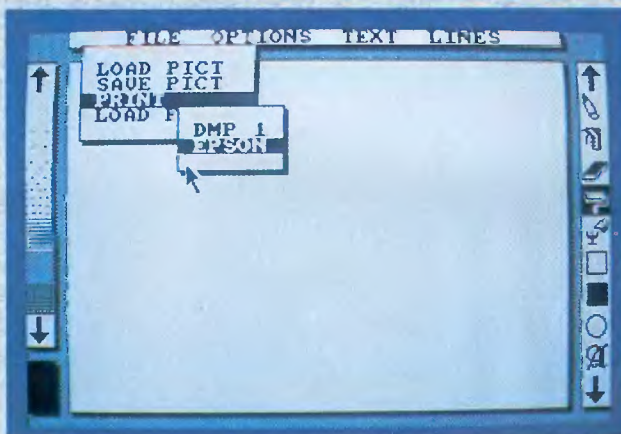 FILE OPTIONS TEXT LINES
LOAD PICT
SAVE PICT
PRINT
LOAD F
DMP 1
EPSON